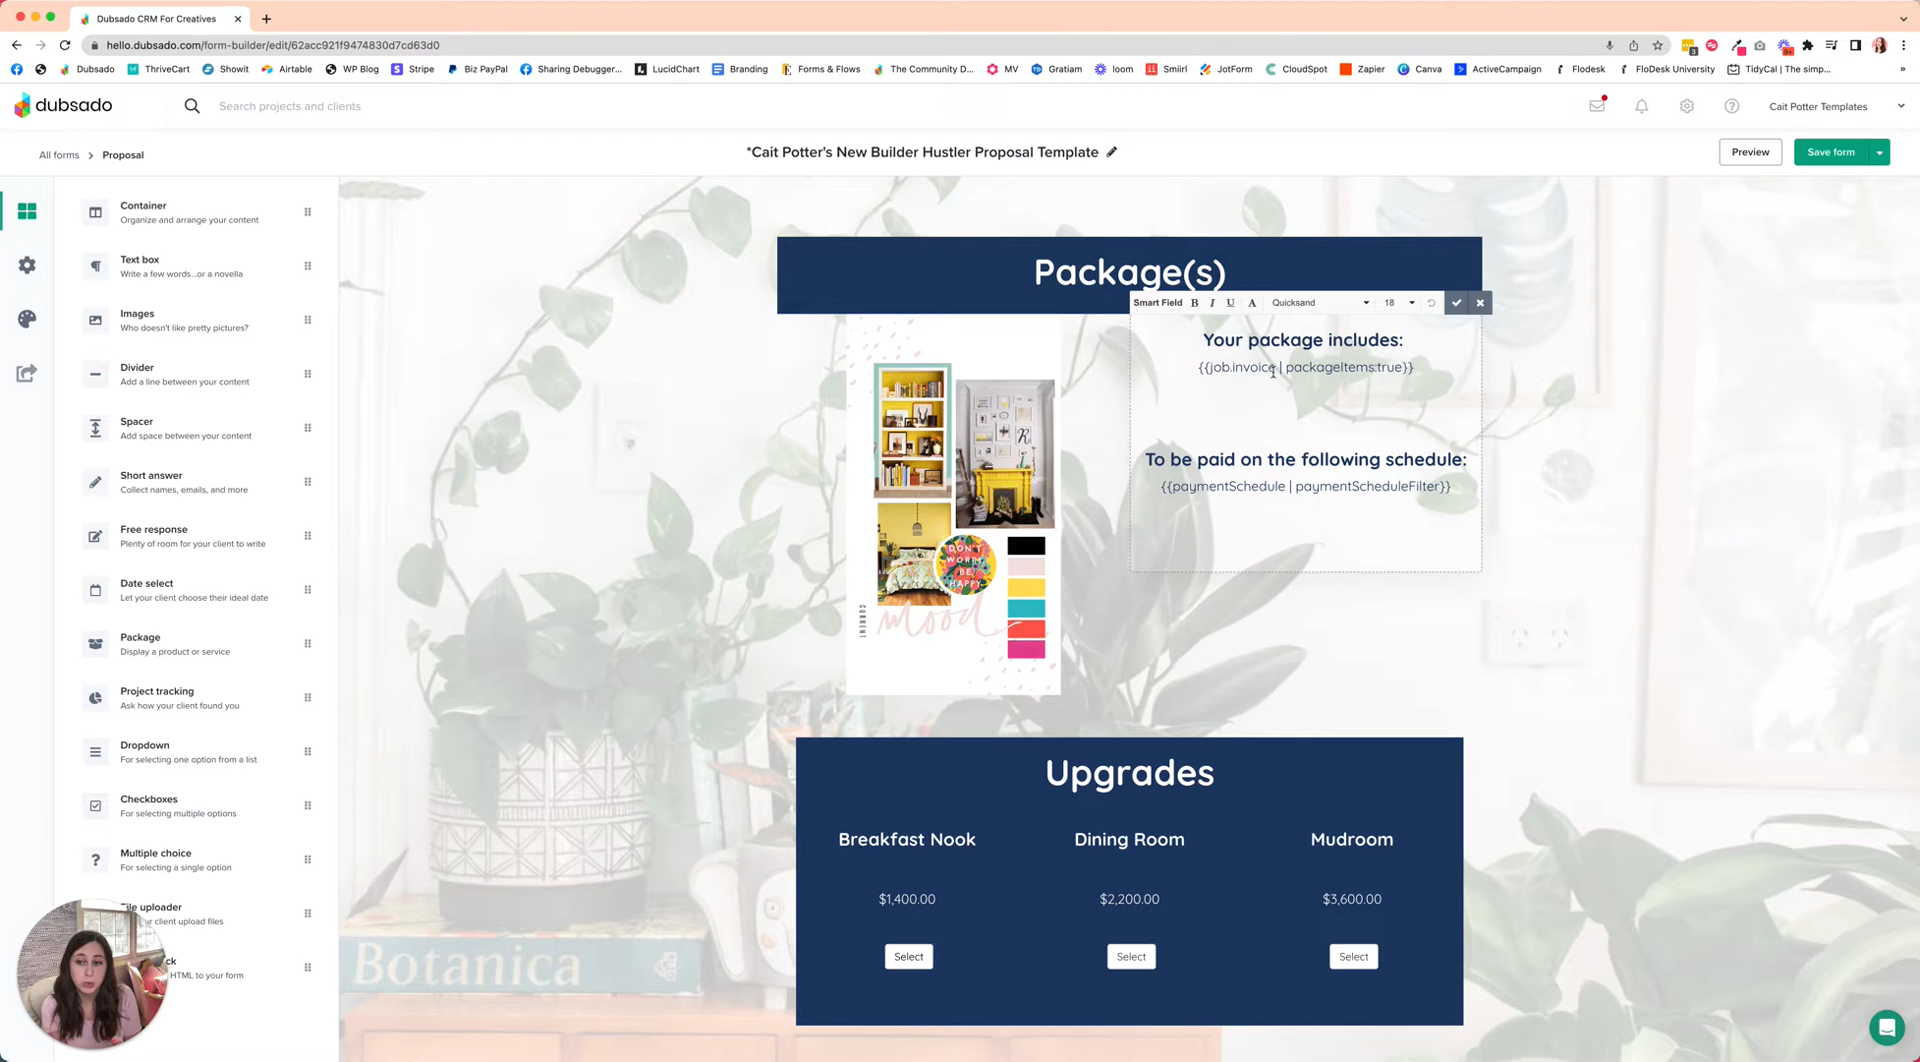 Dubsado CRM For Creatives
hello.dubsado.com/form-builder/edit/62acc921f9474830d7cd63d0
Dubsado
ThriveCart
Showit
Airtable
WP Blog
Stripe
Biz PayPal
Sharing Debugger...
LucidChart
Branding
Forms & Flows
The Community D...
MV
Gratiam
loom
Smiirl
JotForm
CloudSpot
Zapier
Canva
ActiveCampaign
Flodesk
FloDesk University
TidyCal | The simp...
dubsado
Search projects and clients
Cait Potter Templates
All forms
Proposal
*Cait Potter's New Builder Hustler Proposal Template
Preview
Save form
Container
Organize and arrange your content
Text box
Write a few words...or a novella
Images
Who doesn't like pretty pictures?
Divider
Add a line between your content
Spacer
Add space between your content
Short answer
Collect names, emails, and more
Free response
Plenty of room for your client to write
Date select
Let your client choose their ideal date
Package
Display a product or service
Project tracking
Ask how your client found you
Dropdown
For selecting one option from a list
Checkboxes
For selecting multiple options
Multiple choice
For selecting a single option
File uploader
client upload files
HTML to your form
Package(s)
Smart Field B I U A Quicksand 18
Your package includes:
{{job.invoice | packageItems:true}}
To be paid on the following schedule:
{{paymentSchedule | paymentScheduleFilter}}
R
DON'T
WORRY
BE
HAPPY
CURRENT
mood
Upgrades
Breakfast Nook
$1,400.00
Select
Dining Room
$2,200.00
Select
Mudroom
$3,600.00
Select
Botanica